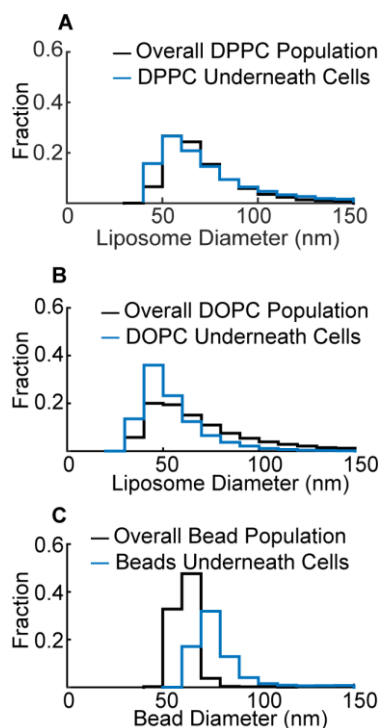 A
Overall DPPC Population
DPPC Underneath Cells
Fraction
0.6
0.4
0.2
0 50 100 150
Liposome Diameter (nm)
B
Overall DOPC Population
DOPC Underneath Cells
Fraction
0.6
0.4
0.2
0 50 100 150
Liposome Diameter (nm)
C
Overall Bead Population
Beads Underneath Cells
Fraction
0.6
0.4
0.2
0 50 100 150
Bead Diameter (nm)